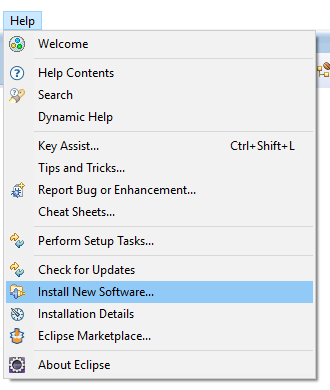 Help
Welcome
Help Contents
Search
Dynamic Help
Key Assist... Ctrl+Shift+L
Tips and Tricks...
Report Bug or Enhancement...
Cheat Sheets...
Perform Setup Tasks...
Check for Updates
Install New Software...
Installation Details
Eclipse Marketplace...
About Eclipse